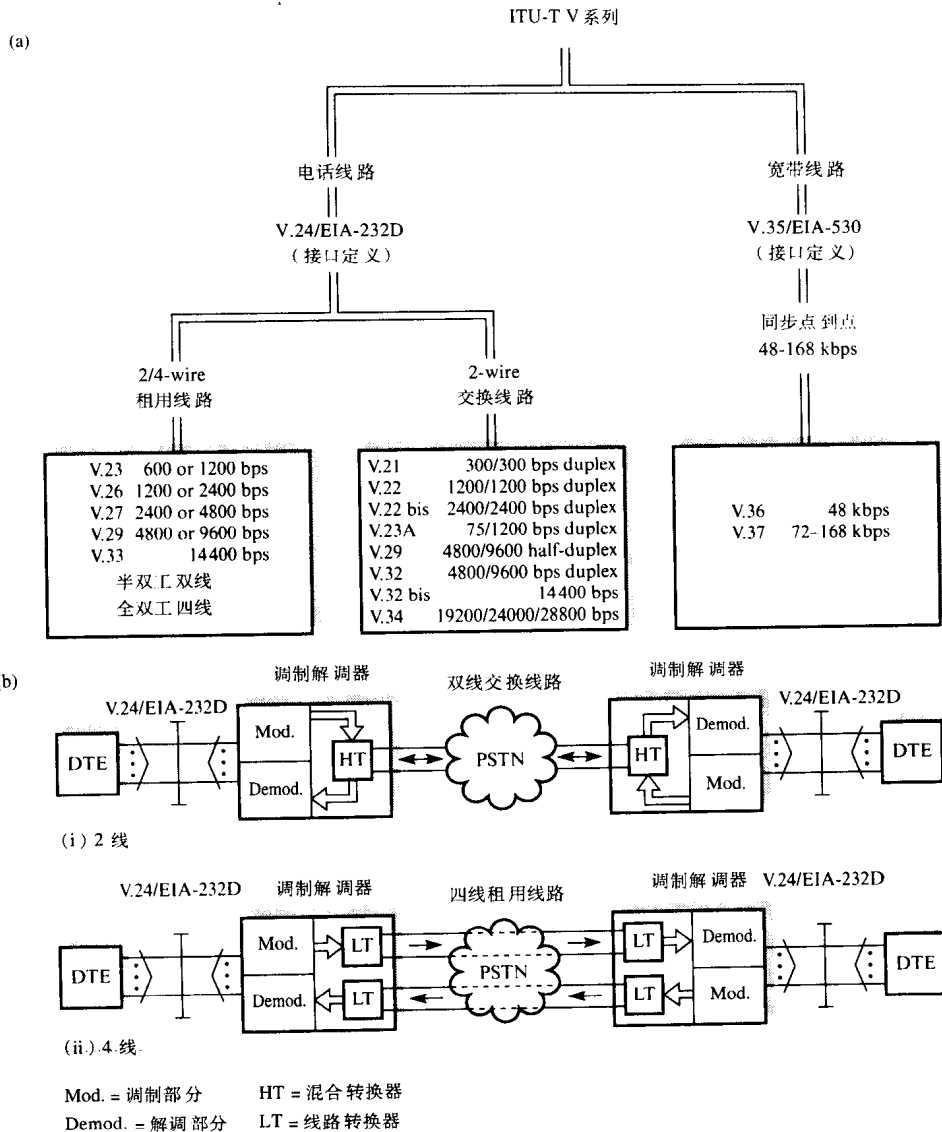 ITU-T V 系列
(a)
电话线路
宽带线路
V.24/EIA-232D
(接口定义)
V.35/EIA-530
(接口定义)
同步点到点
48-168 kbps
2/4-wire
租用线路
2-wire
交换线路
V.23 600 or 1200 bps
V.26 1200 or 2400 bps
V.27 2400 or 4800 bps
V.29 4800 or 9600 bps
V.33 14400 bps
半双工双线
全双工四线
V.21 300/300 bps duplex
V.22 1200/1200 bps duplex
V.22 bis 2400/2400 bps duplex
V.23A 75/1200 bps duplex
V.29 4800/9600 half-duplex
V.32 4800/9600 bps duplex
V.32 bis 14400 bps
V.34 19200/24000/28800 bps
V.36 48 kbps
V.37 72-168 kbps
(b)
调制解调器
双线交换线路
调制解调器
V.24/EIA-232D
V.24/EIA-232D
DTE
Mod.
Demod.
HT
PSTN
HT
Demod.
Mod.
DTE
(i) 2 线
V.24/EIA-232D
调制解调器
四线租用线路
调制解调器
V.24/EIA-232D
DTE
Mod.
Demod.
LT
LT
PSTN
LT
LT
Demod.
Mod.
DTE
(ii.).4.线.
Mod. = 调制部分 HT = 混合转换器
Demod. = 解调部分 LT = 线路转换器